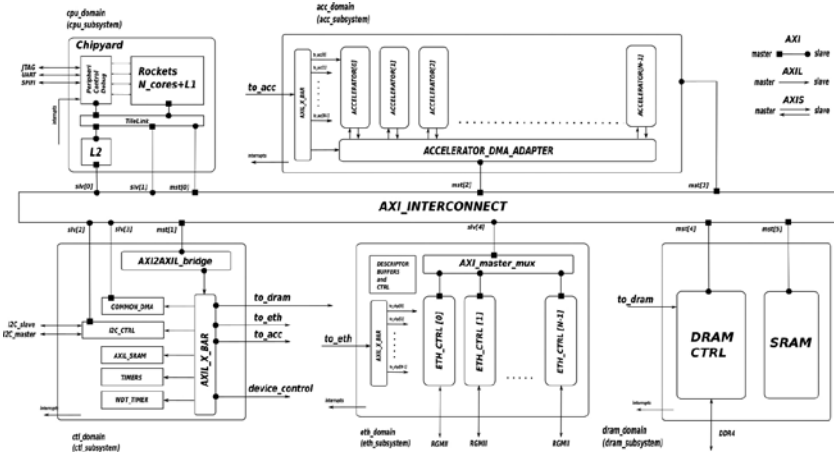 cpu_domain
(cpu_subsystem)
Chipyard
JTAG
UART
SPIFI
Peripherl
Control
Debug
Rockets
N_cores+L1
interrupts
TileLink
L2
slv[0]
slv[1]
mst[0]
acc_domain
(acc_subsystem)
to_acc
AXIL_X_BAR
ACCELERATOR[0]
ACCELERATOR[1]
ACCELERATOR[2]
ACCELERATOR[N-1]
ACCELERATOR_DMA_ADAPTER
interrupts
mst[2]
mst[3]
AXI
master
slave
AXIL
master
slave
AXIS
master
slave
AXI_INTERCONNECT
slv[2]
slv[3]
mst[1]
AXI2AXIL_bridge
COMMON_DMA
I2C_slave
I2C_master
I2C_CTRL
AXIL_SRAM
TIMERS
WDT_TIMER
AXIL_X_BAR
to_dram
to_eth
to_acc
device_control
interrupts
ctl_domain
(ctl_subsystem)
slv[4]
DESCRIPTOR
BUFFERS
and
CTRL
AXI_master_mux
to_eth
AXIL_X_BAR
ETH_CTRL [0]
ETH_CTRL [1]
ETH_CTRL [N-1]
interrupts
eth_domain
(eth_subsystem)
RGMII
RGMII
RGMII
mst[4]
mst[5]
to_dram
DRAM
CTRL
SRAM
interrupts
dram_domain
(dram_subsystem)
DDR4